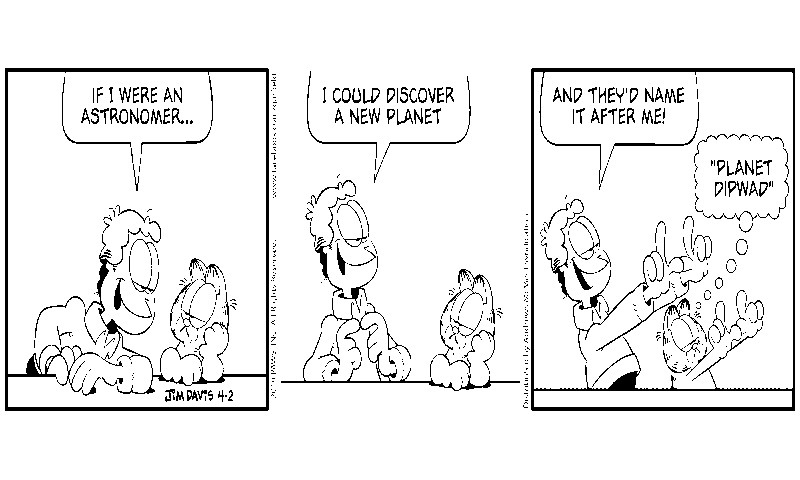 IF I WERE AN
ASTRONOMER...
JIM DAVIS 4-2
I COULD DISCOVER
A NEW PLANET
AND THEY'D NAME
IT AFTER ME!
"PLANET
DIPWAD"